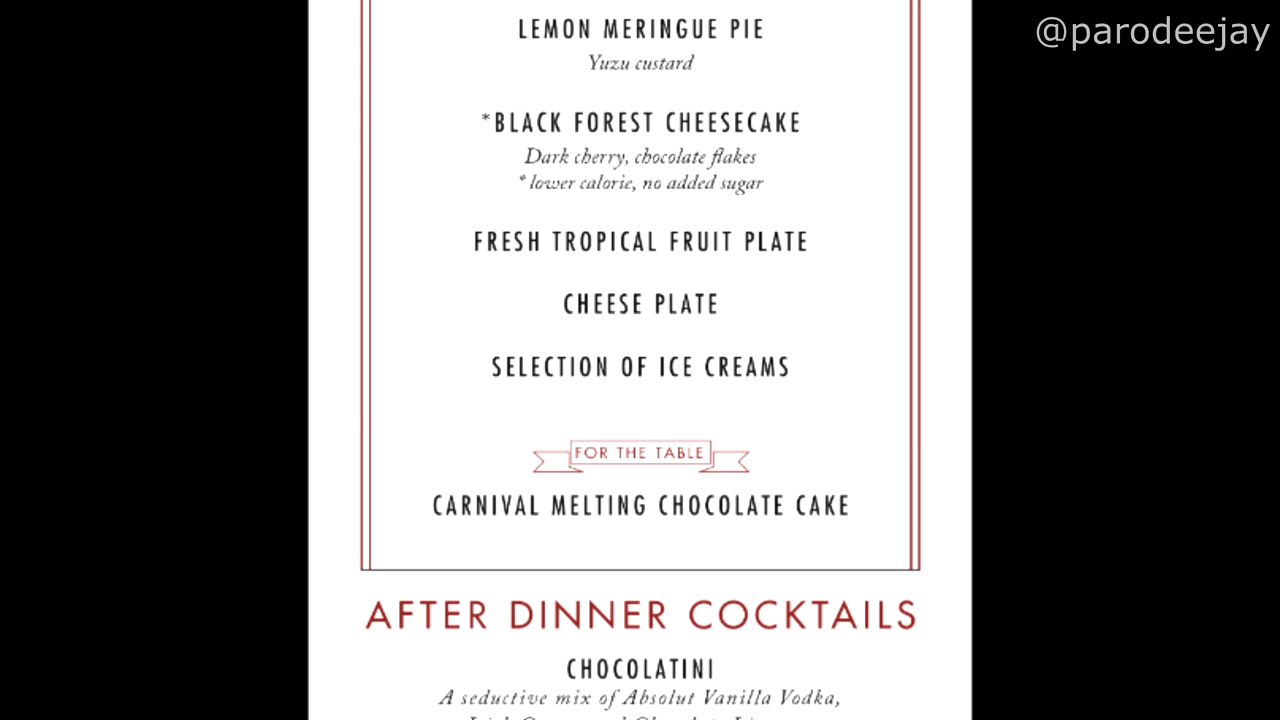 @parodeejay
LEMON MERINGUE PIE
Yuzu custard
*BLACK FOREST CHEESECAKE
Dark cherry, chocolate flakes
* lower calorie, no added sugar
FRESH TROPICAL FRUIT PLATE
CHEESE PLATE
SELECTION OF ICE CREAMS
FOR THE TABLE
CARNIVAL MELTING CHOCOLATE CAKE
AFTER DINNER COCKTAILS
CHOCOLATINI
A seductive mix of Absolut Vanilla Vodka,